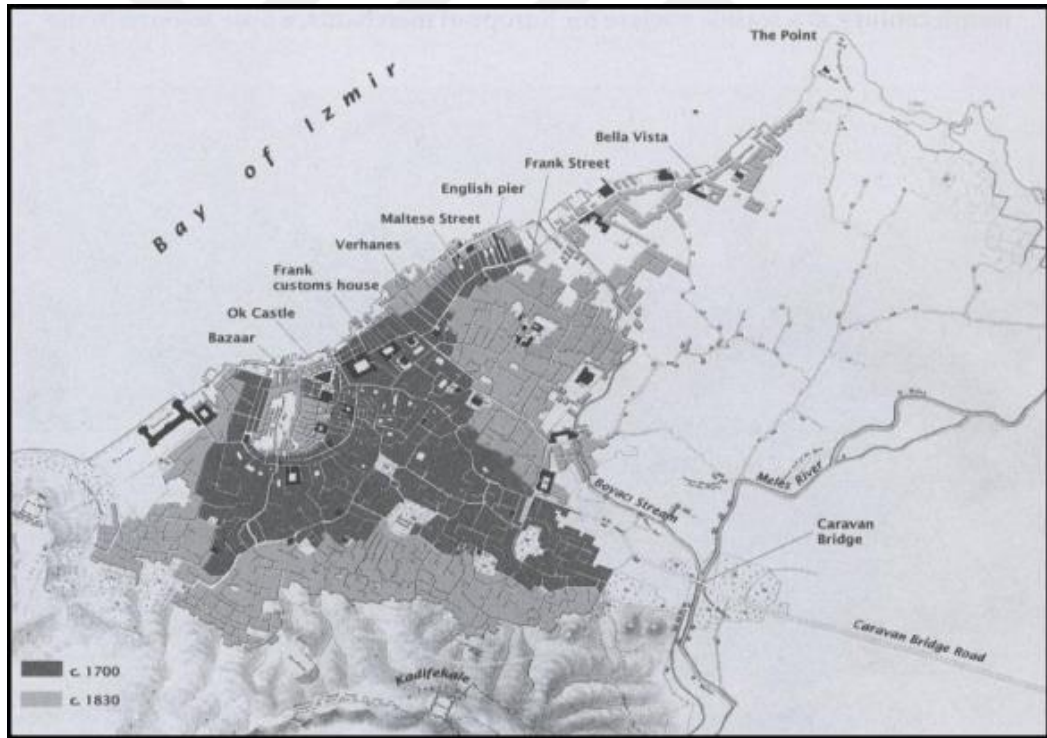 The Point
Bay of Izmir
Bella Vista
Frank Street
English pier
Maltese Street
Verhanes
Frank
customs house
Ok Castle
Bazaar
Meles River
Boyacı Stream
Caravan
Bridge
Caravan Bridge Road
Kadifekale
c. 1700
c. 1830